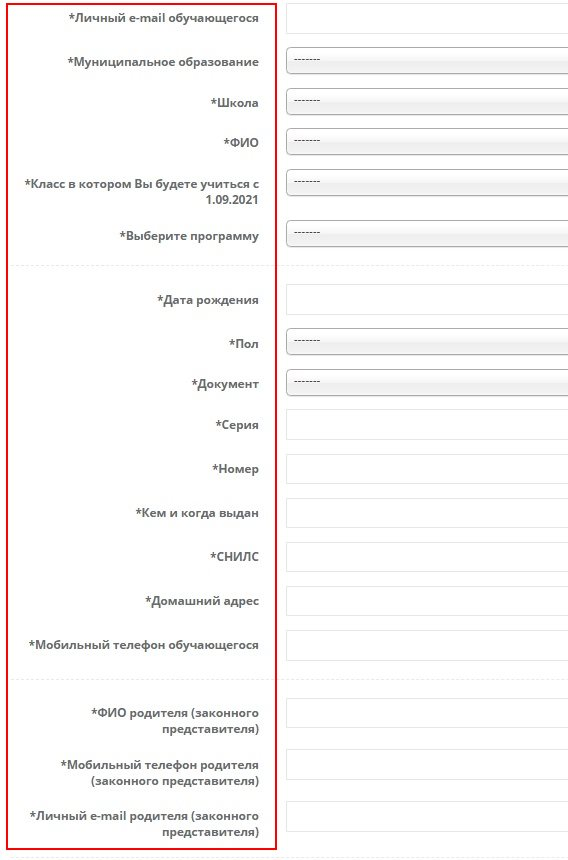 *Личный e-mail обучающегося
*Муниципальное образование
-------
*Школа
-------
*ФИО
-------
*Класс в котором Вы будете учиться с
1.09.2021
-------
*Выберите программу
-------
*Дата рождения
*Пол
-------
*Документ
-------
*Серия
*Номер
*Кем и когда выдан
*СНИЛС
*Домашний адрес
*Мобильный телефон обучающегося
*ФИО родителя (законного
представителя)
*Мобильный телефон родителя
(законного представителя)
*Личный e-mail родителя (законного
представителя)